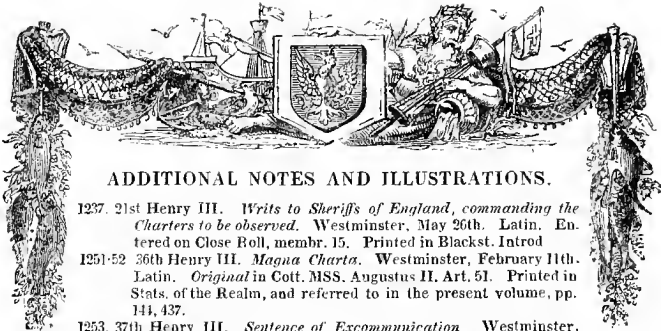 ADDITIONAL NOTES AND ILLUSTRATIONS.
1237. 21st Henry III. Writs to Sheriffs of England, commanding the
Charters to be observed. Westminster, May 26th. Latin. En-
tered on Close Roll, membr. 15. Printed in Blackst. Introd
1251-52 36th Henry III. Magna Charta. Westminster, February 11th.
Latin. Original in Cott. MSS. Augustus II. Art. 51. Printed in
Stats. of the Realm, and referred to in the present volume, pp.
141, 437.
1253. 37th Henry III. Sentence of Excommunication Westminster,